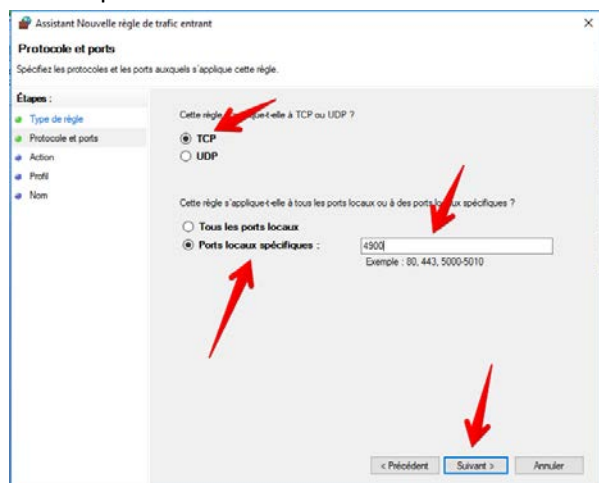 Assistant Nouvelle règle de trafic entrant
Protocole et ports
Spécifiez les protocoles et les ports auxquels s'applique cette règle.
Étapes :
Type de règle
Protocole et ports
Action
Profil
Nom
Cette règle s'applique-t-elle à TCP ou UDP ?
TCP
UDP
Cette règle s'applique-t-elle à tous les ports locaux ou à des ports locaux spécifiques ?
Tous les ports locaux
Ports locaux spécifiques :
4900
Exemple : 80, 443, 5000-5010
< Précédent
Suivant >
Annuler